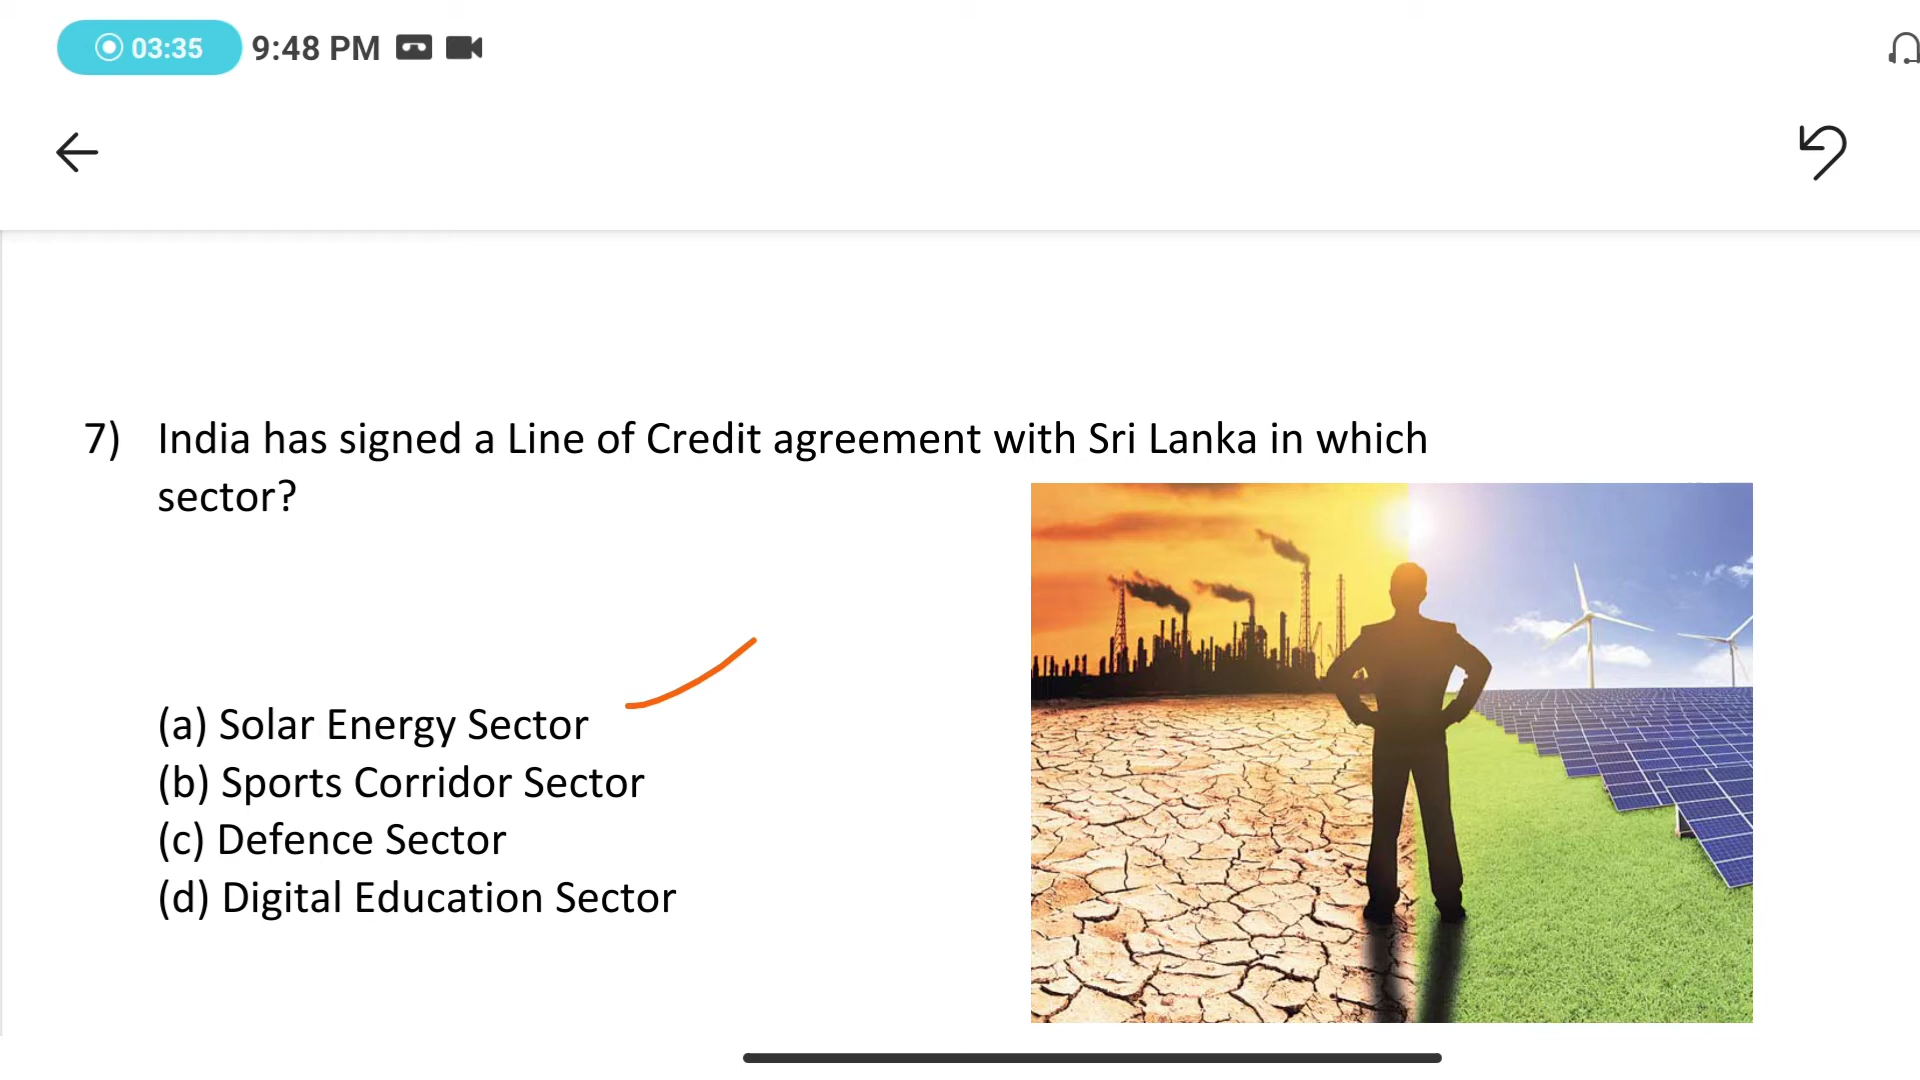 03:35 9:48 PM
7) India has signed a Line of Credit agreement with Sri Lanka in which
sector?
(a) Solar Energy Sector
(b) Sports Corridor Sector
(c) Defence Sector
(d) Digital Education Sector